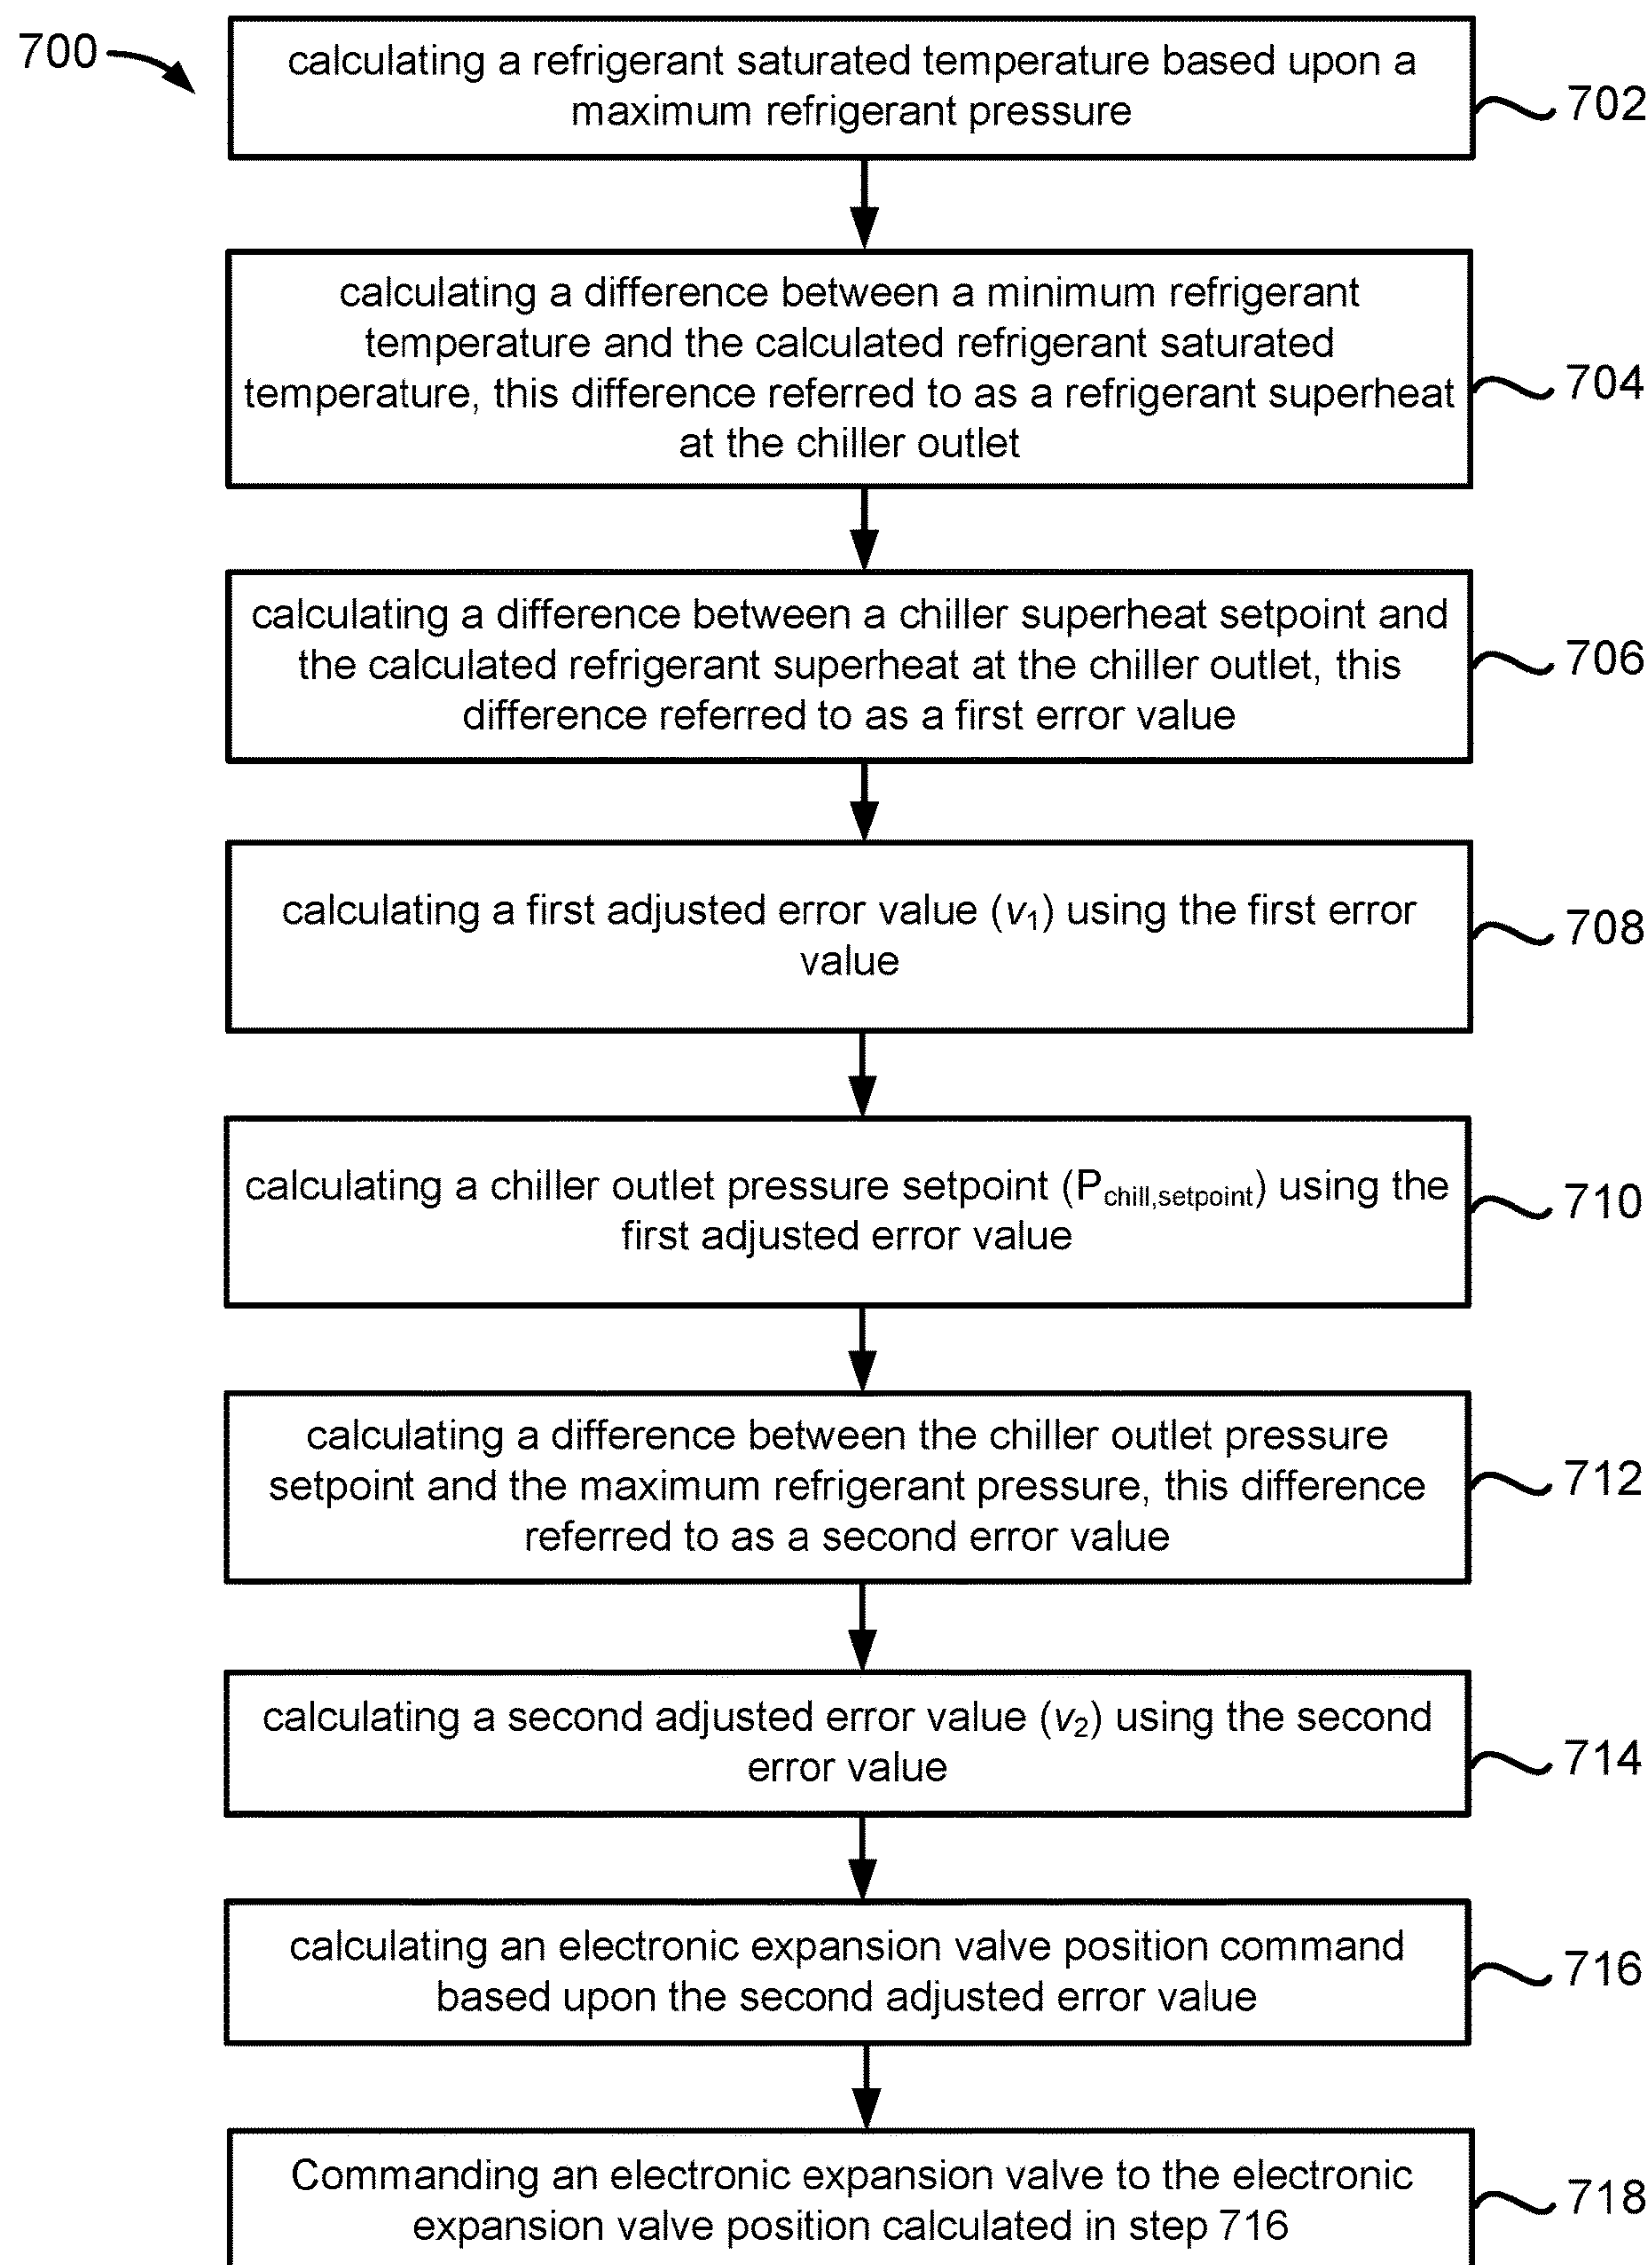 700
calculating a refrigerant saturated temperature based upon a
maximum refrigerant pressure
702
calculating a difference between a minimum refrigerant
temperature and the calculated refrigerant saturated
temperature, this difference referred to as a refrigerant superheat
at the chiller outlet
704
calculating a difference between a chiller superheat setpoint and
the calculated refrigerant superheat at the chiller outlet, this
difference referred to as a first error value
706
calculating a first adjusted error value (v₁) using the first error
value
708
calculating a chiller outlet pressure setpoint (Pchill,setpoint) using the
first adjusted error value
710
calculating a difference between the chiller outlet pressure
setpoint and the maximum refrigerant pressure, this difference
referred to as a second error value
712
calculating a second adjusted error value (v₂) using the second
error value
714
calculating an electronic expansion valve position command
based upon the second adjusted error value
716
Commanding an electronic expansion valve to the electronic
expansion valve position calculated in step 716
718